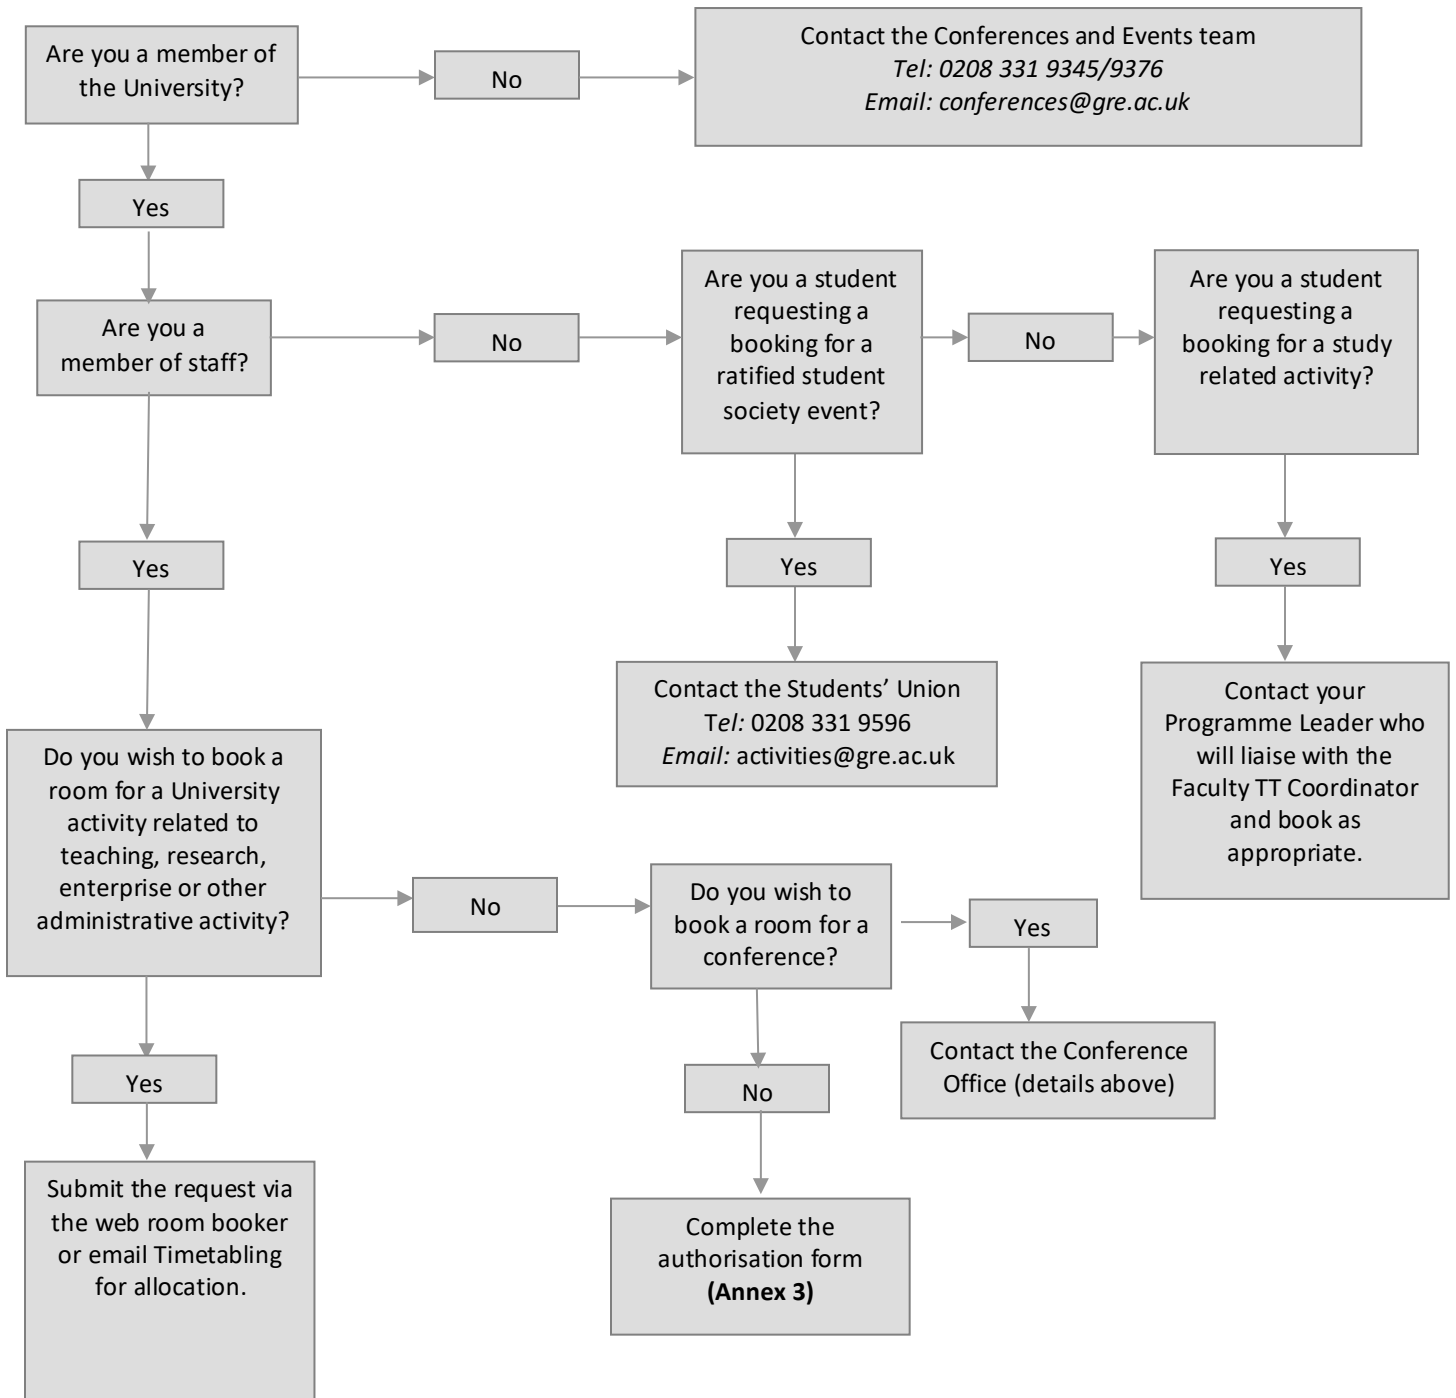 Are you a member of
the University?
No
Contact the Conferences and Events team
Tel: 0208 331 9345/9376
Email: conferences@gre.ac.uk
Yes
Are you a
member of staff?
No
Are you a student
requesting a
booking for a
ratified student
society event?
No
Are you a student
requesting a
booking for a study
related activity?
Yes
Yes
Yes
Contact the Students’ Union
Tel: 0208 331 9596
Email: activities@gre.ac.uk
Contact your
Programme Leader who
will liaise with the
Faculty TT Coordinator
and book as
appropriate.
Do you wish to book a
room for a University
activity related to
teaching, research,
enterprise or other
administrative activity?
No
Do you wish to
book a room for a
conference?
Yes
Contact the Conference
Office (details above)
Yes
No
Submit the request via
the web room booker
or email Timetabling
for allocation.
Complete the
authorisation form
(Annex 3)